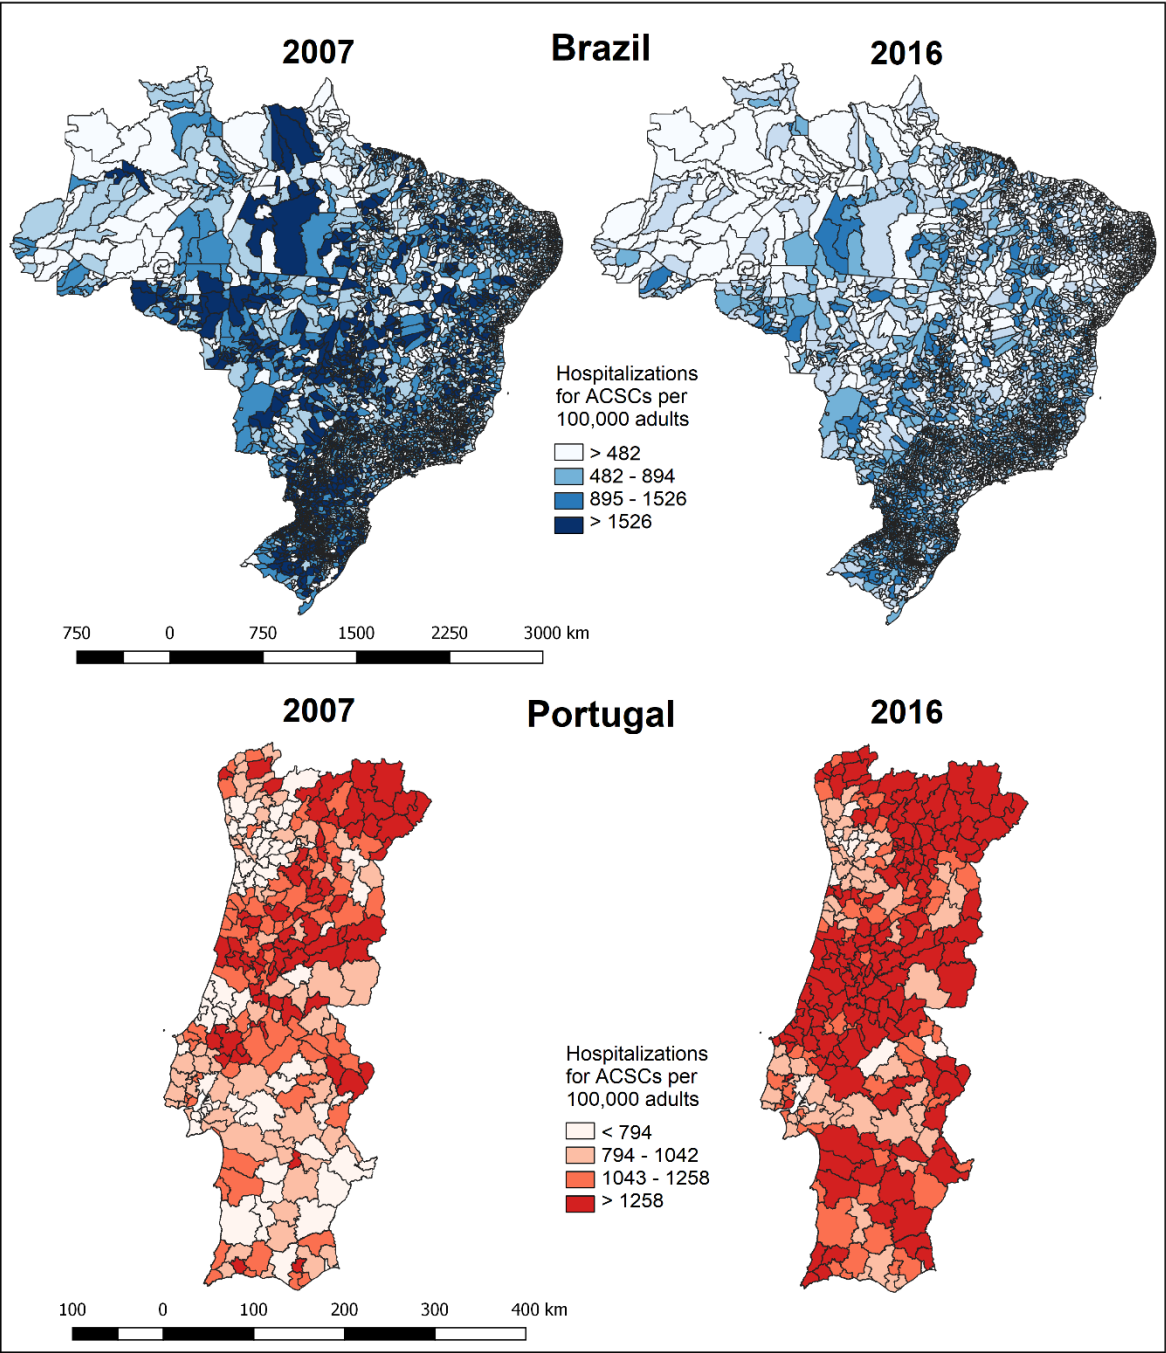 2007
Brazil
2016
Hospitalizations
for ACSCs per
100,000 adults
> 482
482 - 894
895 - 1526
> 1526
750 0 750 1500 2250 3000 km
2007
Portugal
2016
Hospitalizations
for ACSCs per
100,000 adults
< 794
794 - 1042
1043 - 1258
> 1258
100 0 100 200 300 400 km